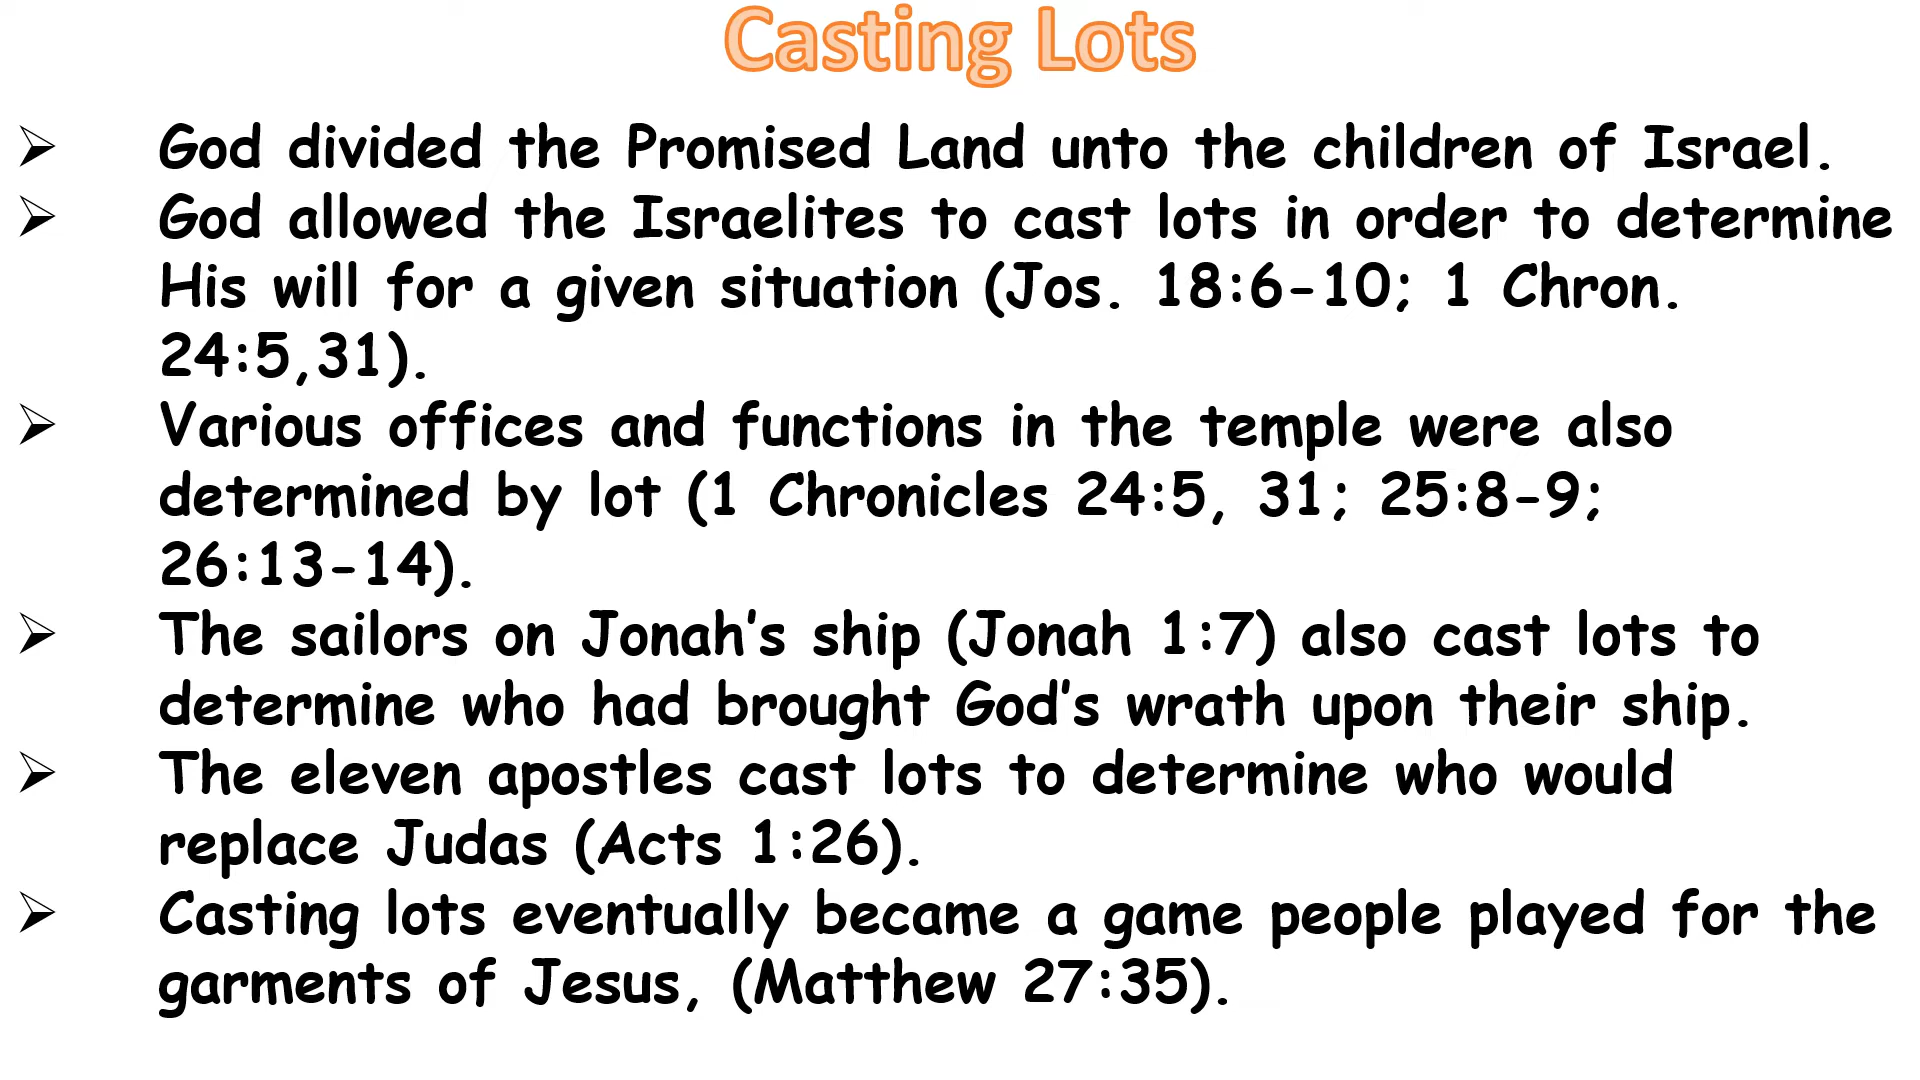 Casting Lots
➢ God divided the Promised Land unto the children of Israel.
➢ God allowed the Israelites to cast lots in order to determine
His will for a given situation (Jos. 18:6-10; 1 Chron.
24:5,31).
➢ Various offices and functions in the temple were also
determined by lot (1 Chronicles 24:5, 31; 25:8-9;
26:13-14).
➢ The sailors on Jonah’s ship (Jonah 1:7) also cast lots to
determine who had brought God’s wrath upon their ship.
➢ The eleven apostles cast lots to determine who would
replace Judas (Acts 1:26).
➢ Casting lots eventually became a game people played for the
garments of Jesus, (Matthew 27:35).